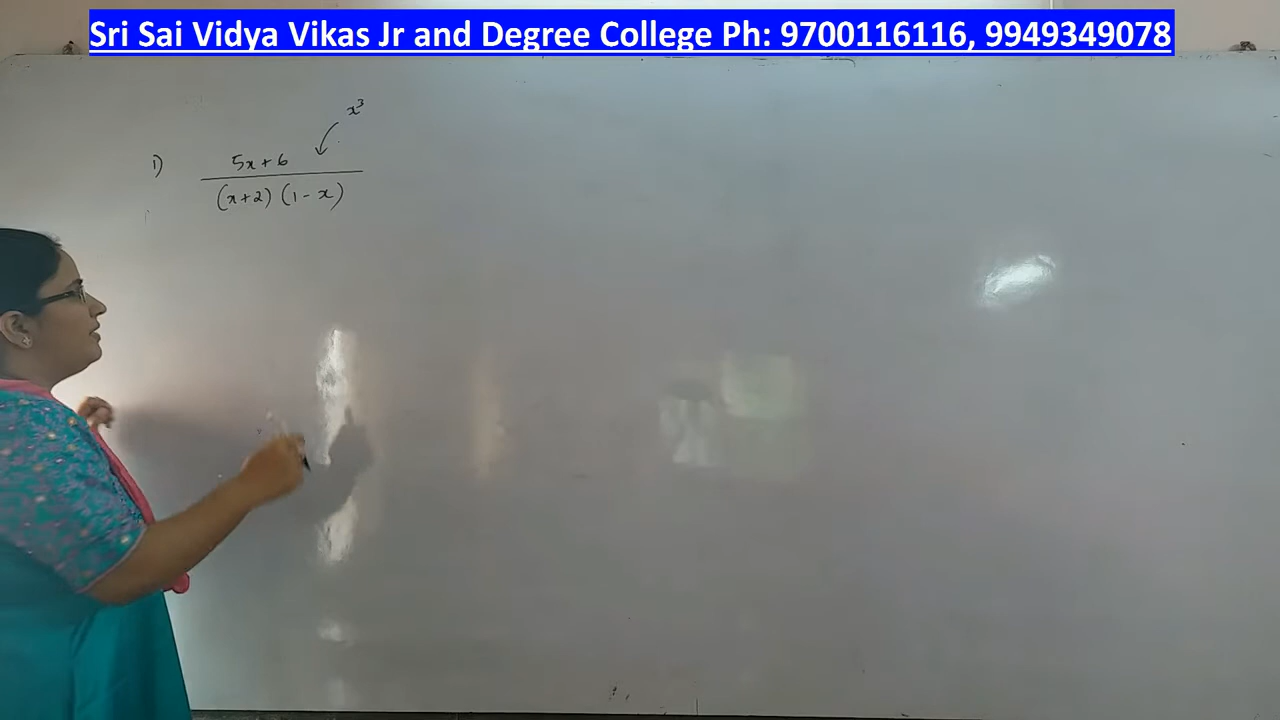 Sri Sai Vidya Vikas Jr and Degree College Ph: 9700116116, 9949349078
x³
1) 5x+6
(x+2) (1-x)